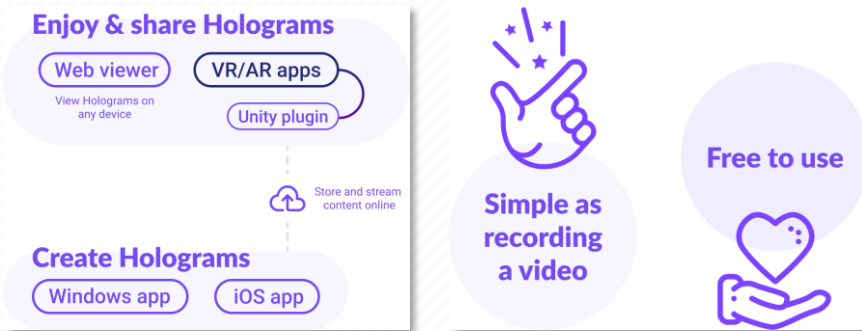 Enjoy & share Holograms
Web viewer
VR/AR apps
View Holograms on
any device
Unity plugin
Store and stream
content online
Create Holograms
Windows app
iOS app
Simple as
recording
a video
Free to use